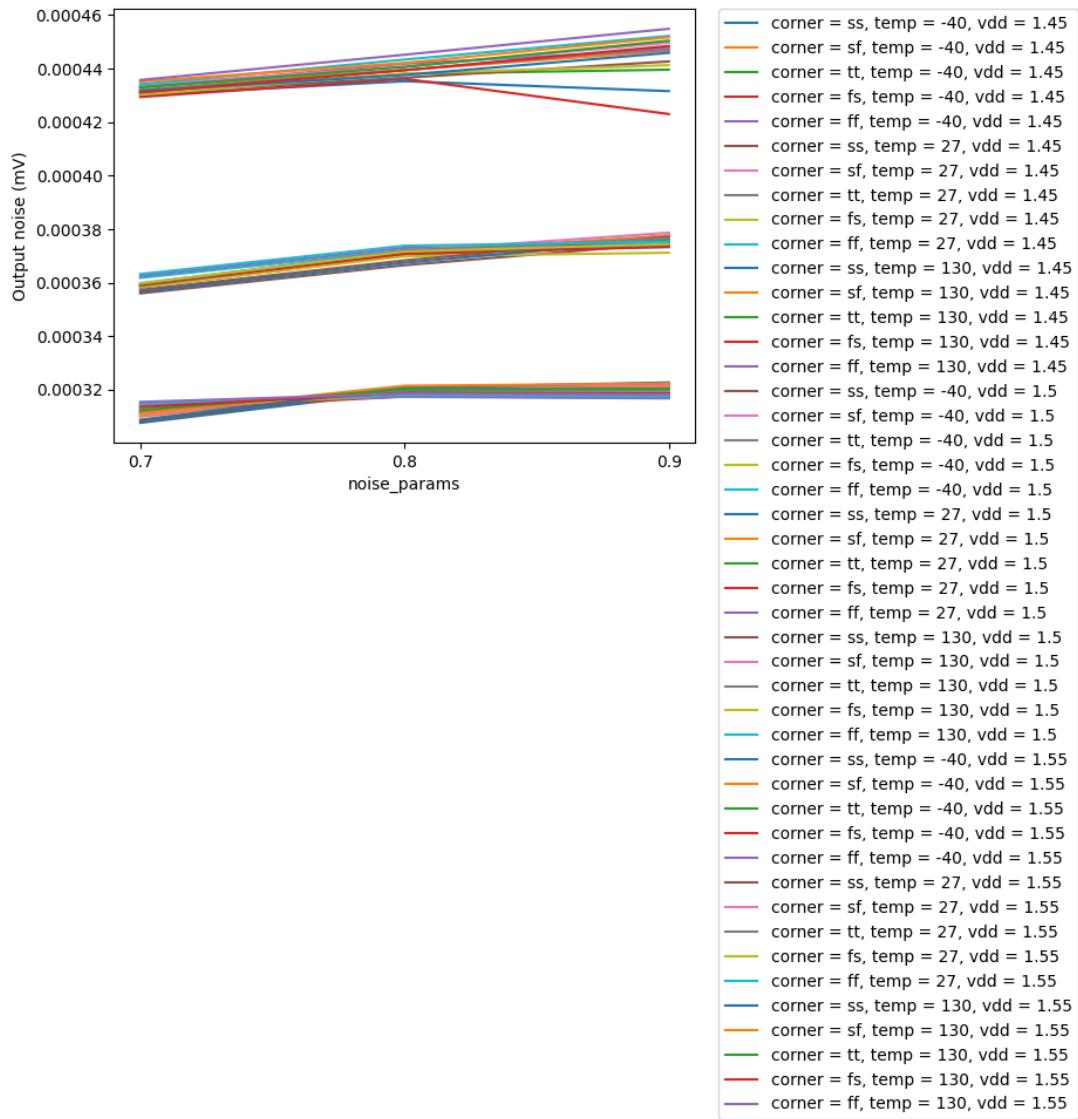 0.00046
0.00044
0.00042
0.00040
0.00038
0.00036
0.00034
0.00032
Output noise (mV)
0.7 0.8 0.9
noise_params
corner = ss, temp = -40, vdd = 1.45
corner = sf, temp = -40, vdd = 1.45
corner = tt, temp = -40, vdd = 1.45
corner = fs, temp = -40, vdd = 1.45
corner = ff, temp = -40, vdd = 1.45
corner = ss, temp = 27, vdd = 1.45
corner = sf, temp = 27, vdd = 1.45
corner = tt, temp = 27, vdd = 1.45
corner = fs, temp = 27, vdd = 1.45
corner = ff, temp = 27, vdd = 1.45
corner = ss, temp = 130, vdd = 1.45
corner = sf, temp = 130, vdd = 1.45
corner = tt, temp = 130, vdd = 1.45
corner = fs, temp = 130, vdd = 1.45
corner = ff, temp = 130, vdd = 1.45
corner = ss, temp = -40, vdd = 1.5
corner = sf, temp = -40, vdd = 1.5
corner = tt, temp = -40, vdd = 1.5
corner = fs, temp = -40, vdd = 1.5
corner = ff, temp = -40, vdd = 1.5
corner = ss, temp = 27, vdd = 1.5
corner = sf, temp = 27, vdd = 1.5
corner = tt, temp = 27, vdd = 1.5
corner = fs, temp = 27, vdd = 1.5
corner = ff, temp = 27, vdd = 1.5
corner = ss, temp = 130, vdd = 1.5
corner = sf, temp = 130, vdd = 1.5
corner = tt, temp = 130, vdd = 1.5
corner = fs, temp = 130, vdd = 1.5
corner = ff, temp = 130, vdd = 1.5
corner = ss, temp = -40, vdd = 1.55
corner = sf, temp = -40, vdd = 1.55
corner = tt, temp = -40, vdd = 1.55
corner = fs, temp = -40, vdd = 1.55
corner = ff, temp = -40, vdd = 1.55
corner = ss, temp = 27, vdd = 1.55
corner = sf, temp = 27, vdd = 1.55
corner = tt, temp = 27, vdd = 1.55
corner = fs, temp = 27, vdd = 1.55
corner = ff, temp = 27, vdd = 1.55
corner = ss, temp = 130, vdd = 1.55
corner = sf, temp = 130, vdd = 1.55
corner = tt, temp = 130, vdd = 1.55
corner = fs, temp = 130, vdd = 1.55
corner = ff, temp = 130, vdd = 1.55